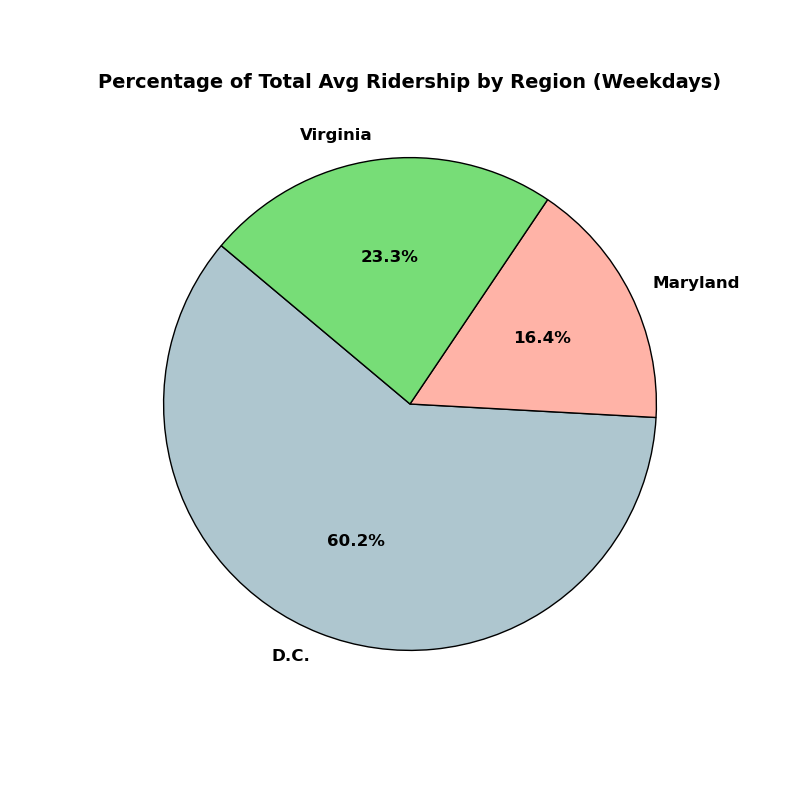 Percentage of Total Avg Ridership by Region (Weekdays)
Virginia
23.3%
Maryland
16.4%
60.2%
D.C.